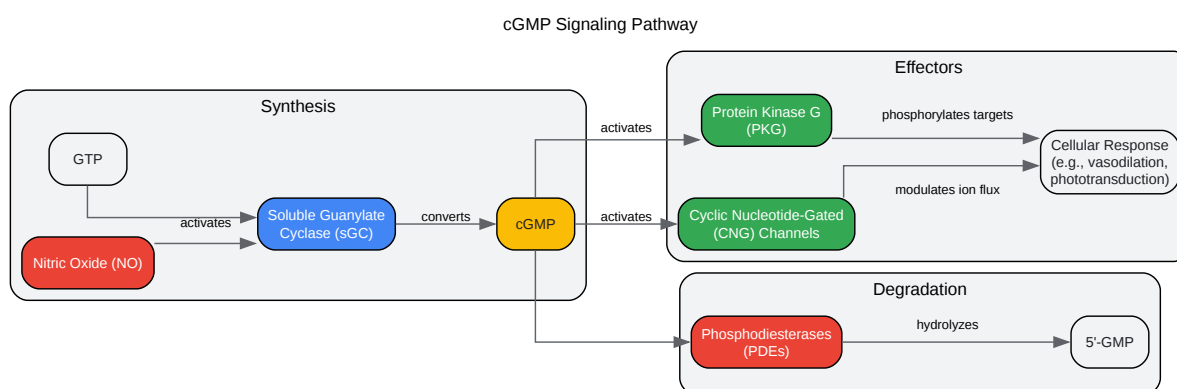 cGMP Signaling Pathway
Synthesis
GTP
Nitric Oxide (NO)
activates
Soluble Guanylate
Cyclase (sGC)
converts
cGMP
activates
activates
Effectors
Protein Kinase G
(PKG)
phosphorylates targets
Cyclic Nucleotide-Gated
(CNG) Channels
modulates ion flux
Cellular Response
(e.g., vasodilation,
phototransduction)
Degradation
Phosphodiesterases
(PDEs)
hydrolyzes
5'-GMP